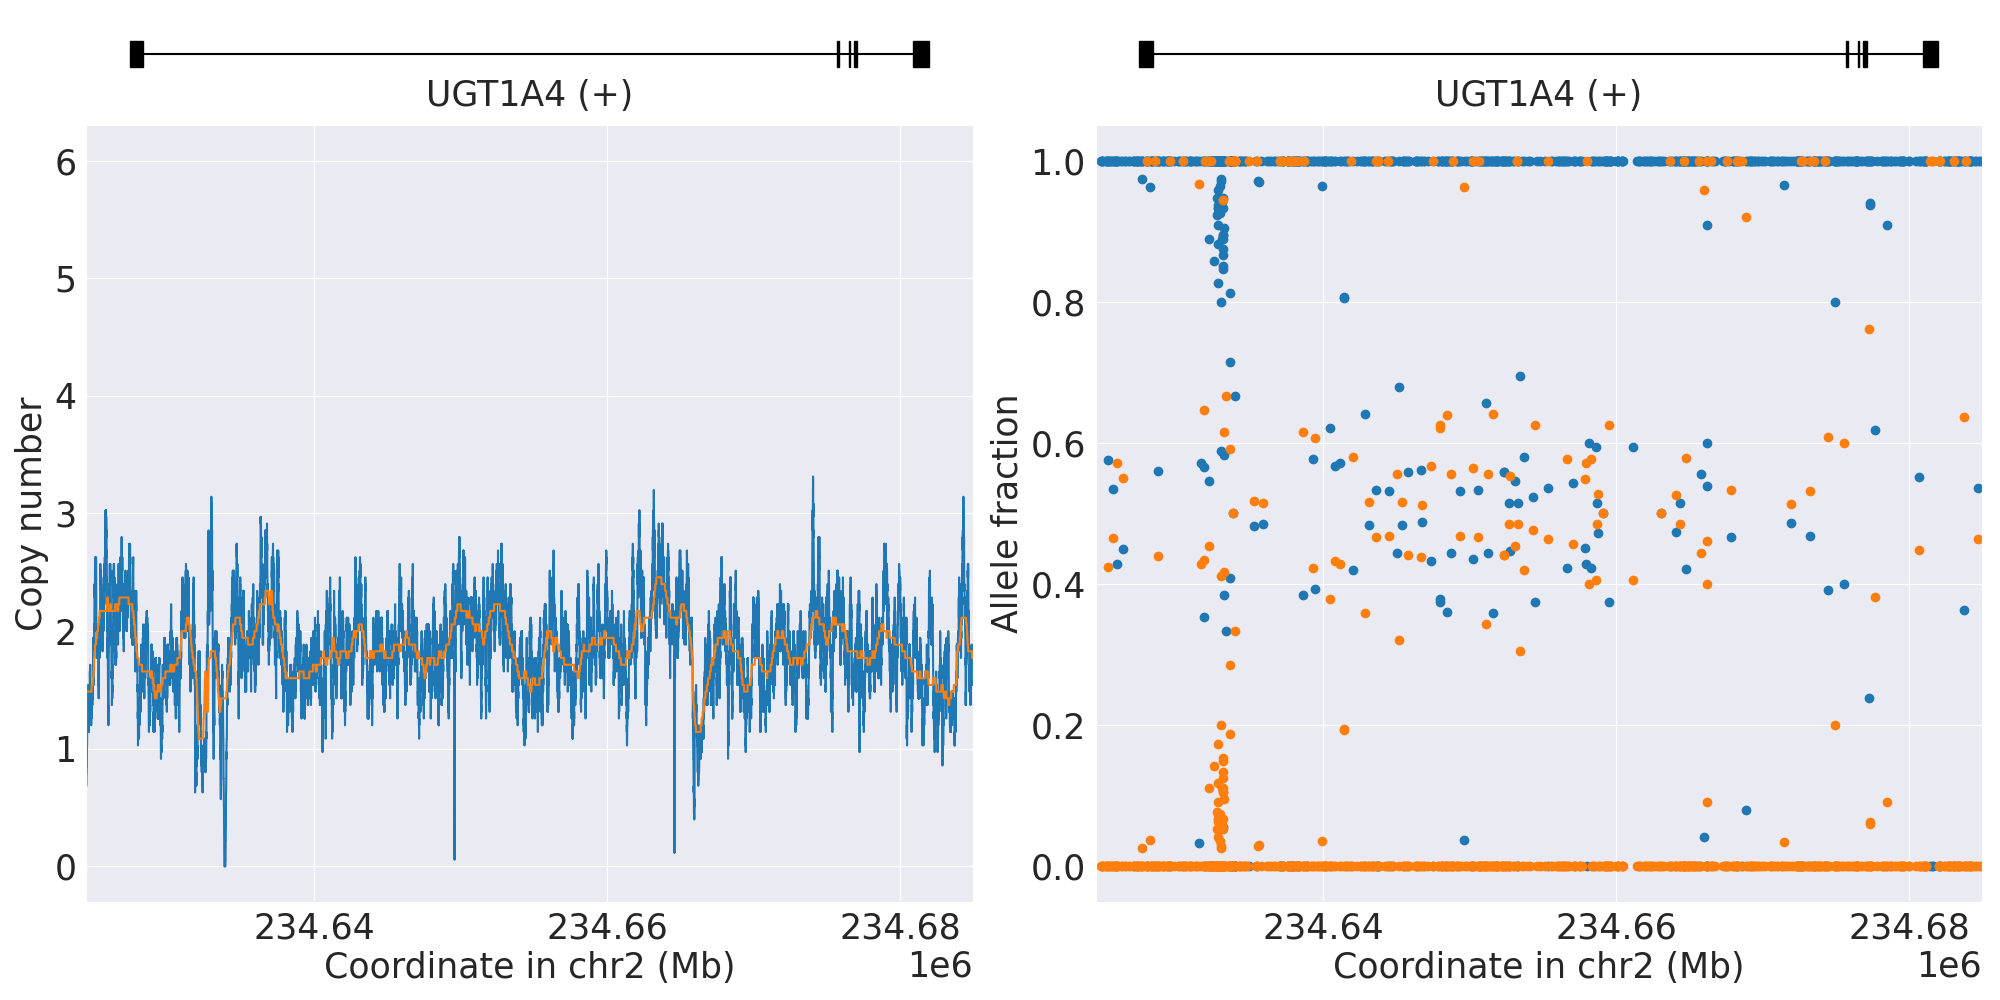 UGT1A4 (+)
6
5
4
3
2
1
0
Copy number
234.64 234.66 234.68
1e6
Coordinate in chr2 (Mb)
UGT1A4 (+)
1.0
0.8
0.6
0.4
0.2
0.0
Allele fraction
234.64 234.66 234.68
1e6
Coordinate in chr2 (Mb)